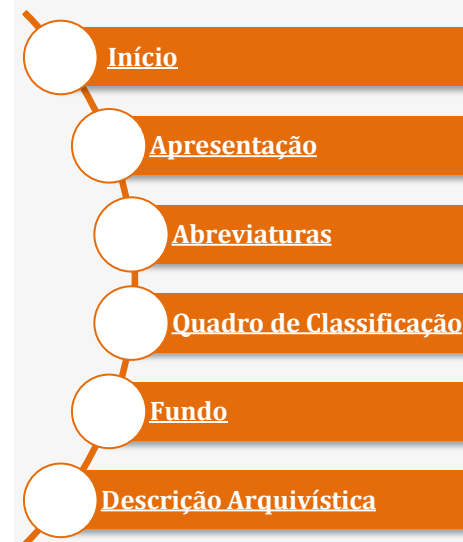 Início
Apresentação
Abreviaturas
Quadro de Classificação
Fundo
Descrição Arquivística